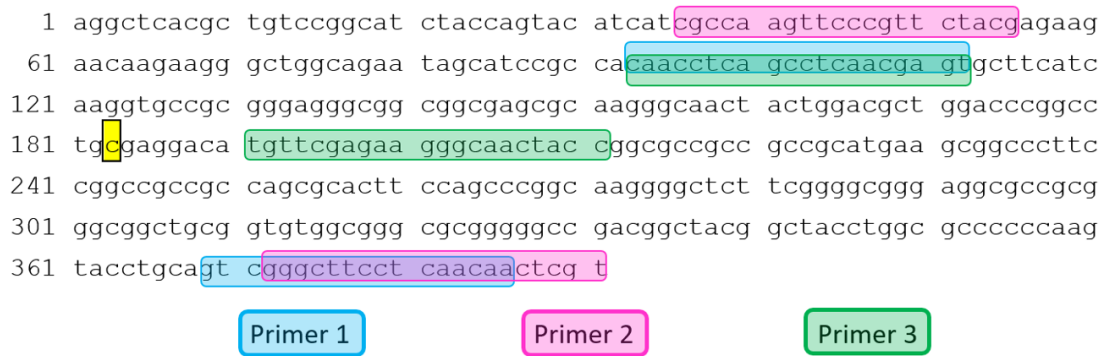 1 aggctcacgc tgtccggcat ctaccagtac atcatcgcca agttcccgtt ctacgagaag
61 aacaagaagg gctggcagaa tagcatccgc cacaacctca gcctcaacga gtgcttcatc
121 aaggtgccgc gggagggcgg cggcgagcgc aagggcaact actggacgct ggacccggcc
181 tgcgaggaca tgttcgagaa gggcaactac cggcgccgcc gccgcatgaa gcggcccttc
241 cggccgccgc cagcgcactt ccagcccggc aaggggctct tcggggcggg aggcgccgcg
301 ggcggctgcg gtgtggcggg cgcgggggcc gacggctacg gctacctggc gcccccccaag
361 tacctgcagt cgggcttcct caacaactcgt t
Primer 1 Primer 2 Primer 3